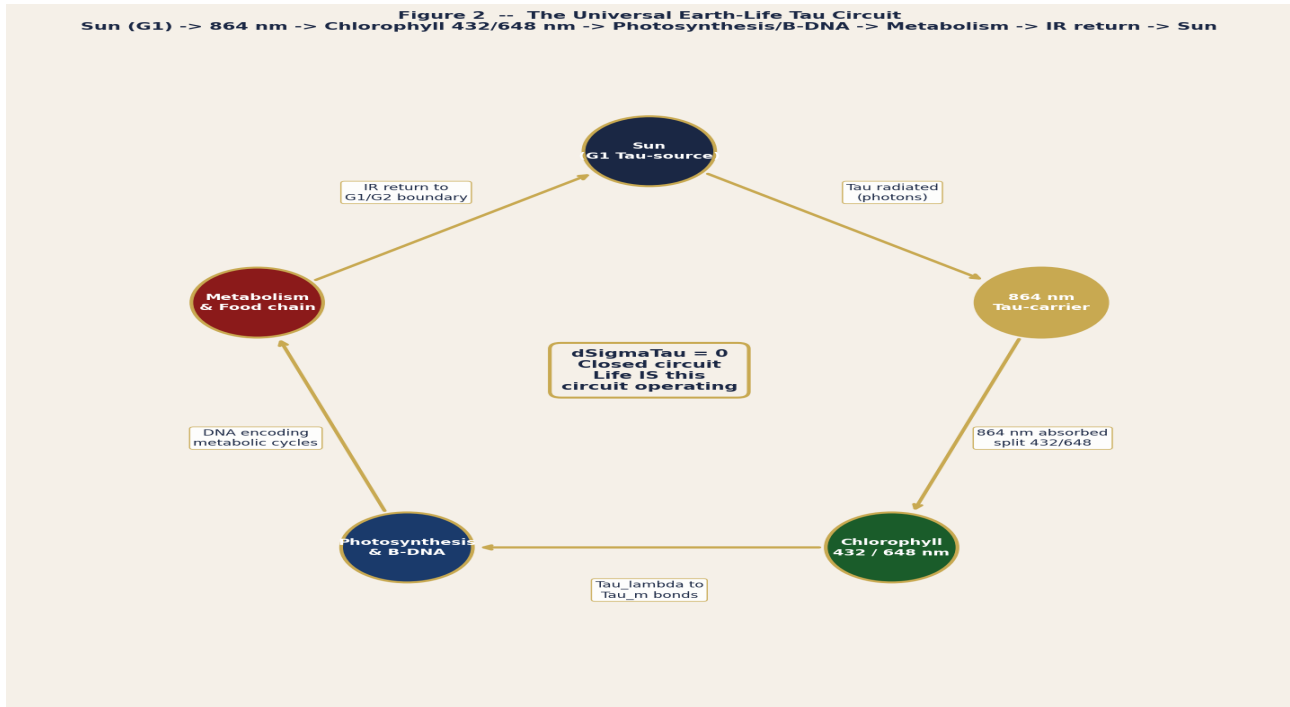 Figure 2  --  The Universal Earth-Life Tau Circuit
Sun (G1) -> 864 nm -> Chlorophyll 432/648 nm -> Photosynthesis/B-DNA -> Metabolism -> IR return -> Sun
Sun
(G1 Tau-source)
IR return to
G1/G2 boundary
Tau radiated
(photons)
Metabolism
& Food chain
864 nm
Tau-carrier
dSigmaTau = 0
Closed circuit
Life IS this
circuit operating
DNA encoding
metabolic cycles
864 nm absorbed
split 432/648
Photosynthesis
& B-DNA
Chlorophyll
432 / 648 nm
Tau_lambda to
Tau_m bonds